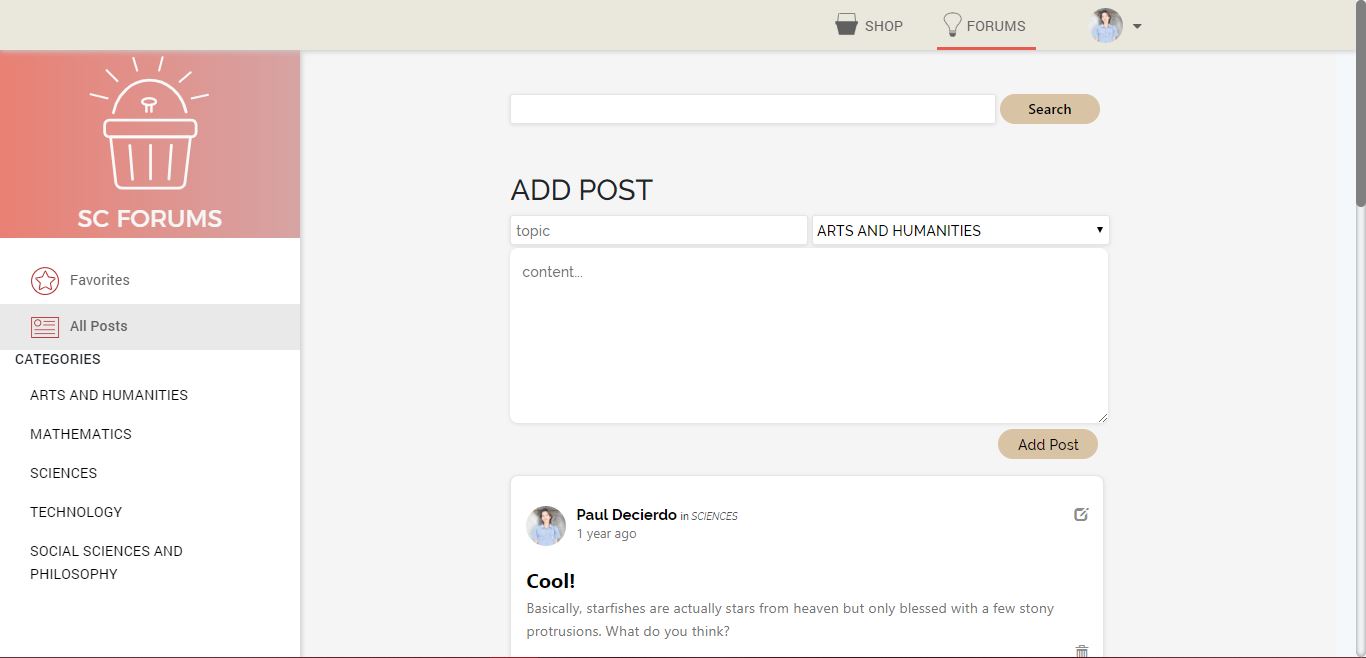 SHOP
FORUMS
SC FORUMS
Favorites
All Posts
CATEGORIES
ARTS AND HUMANITIES
MATHEMATICS
SCIENCES
TECHNOLOGY
SOCIAL SCIENCES AND
PHILOSOPHY
Search
ADD POST
topic
ARTS AND HUMANITIES
content...
Add Post
Paul Decierdo in SCIENCES
1 year ago
Cool!
Basically, starfishes are actually stars from heaven but only blessed with a few stony
protrusions. What do you think?